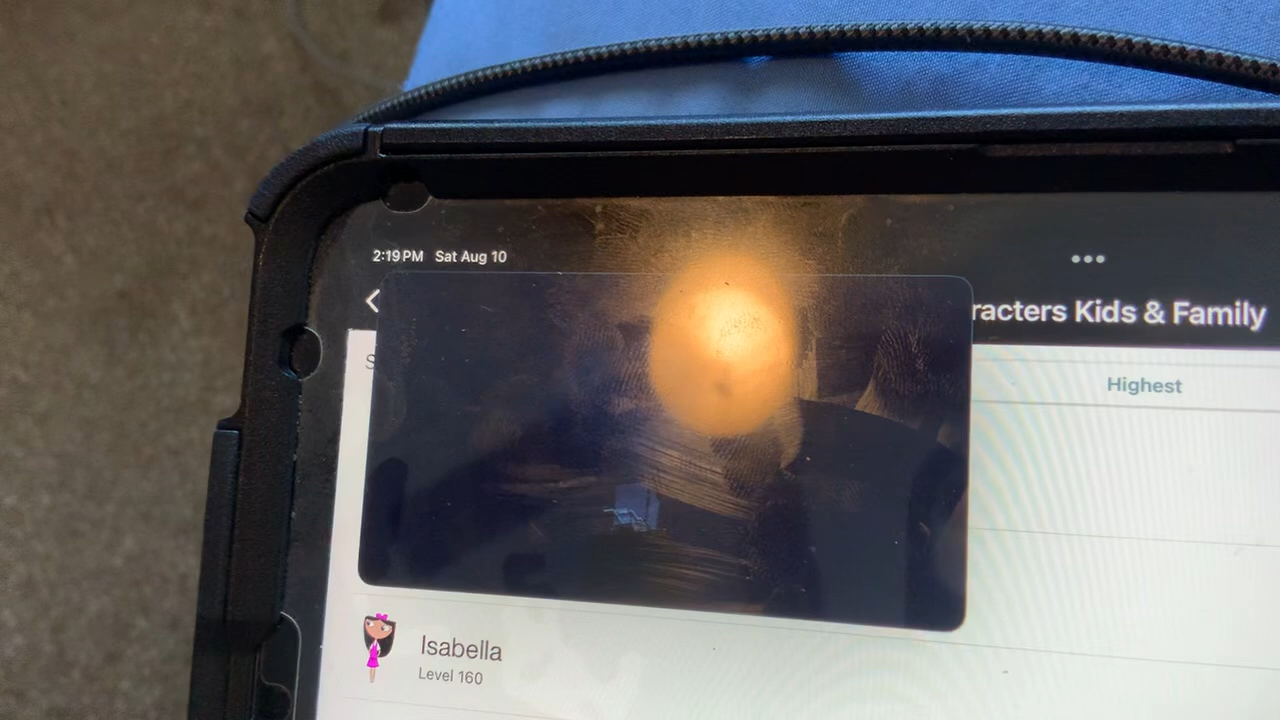 2:19 PM Sat Aug 10
racters Kids & Family
S
Highest
Isabella
Level 160